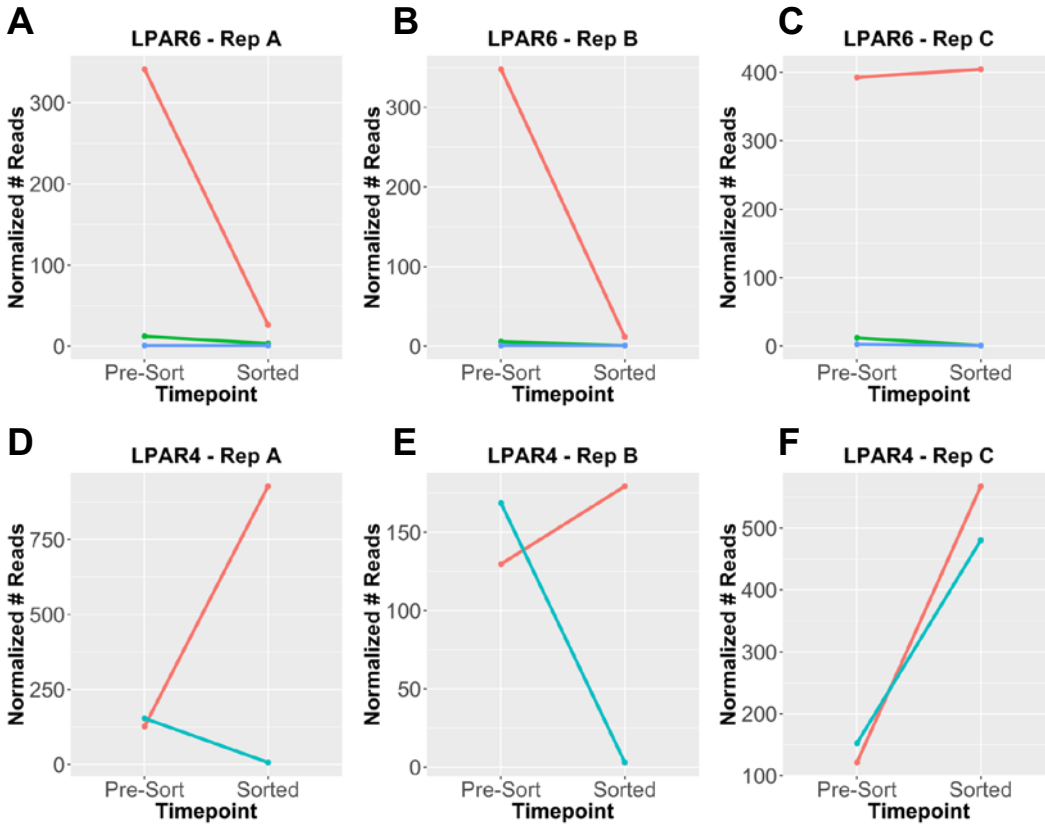 A
LPAR6 - Rep A
Normalized # Reads
300
200
100
0
Pre-Sort Sorted
Timepoint
B
LPAR6 - Rep B
Normalized # Reads
300
200
100
0
Pre-Sort Sorted
Timepoint
C
LPAR6 - Rep C
Normalized # Reads
400
300
200
100
0
Pre-Sort Sorted
Timepoint
D
LPAR4 - Rep A
Normalized # Reads
750
500
250
0
Pre-Sort Sorted
Timepoint
E
LPAR4 - Rep B
Normalized # Reads
150
100
50
0
Pre-Sort Sorted
Timepoint
F
LPAR4 - Rep C
Normalized # Reads
500
400
300
200
100
Pre-Sort Sorted
Timepoint